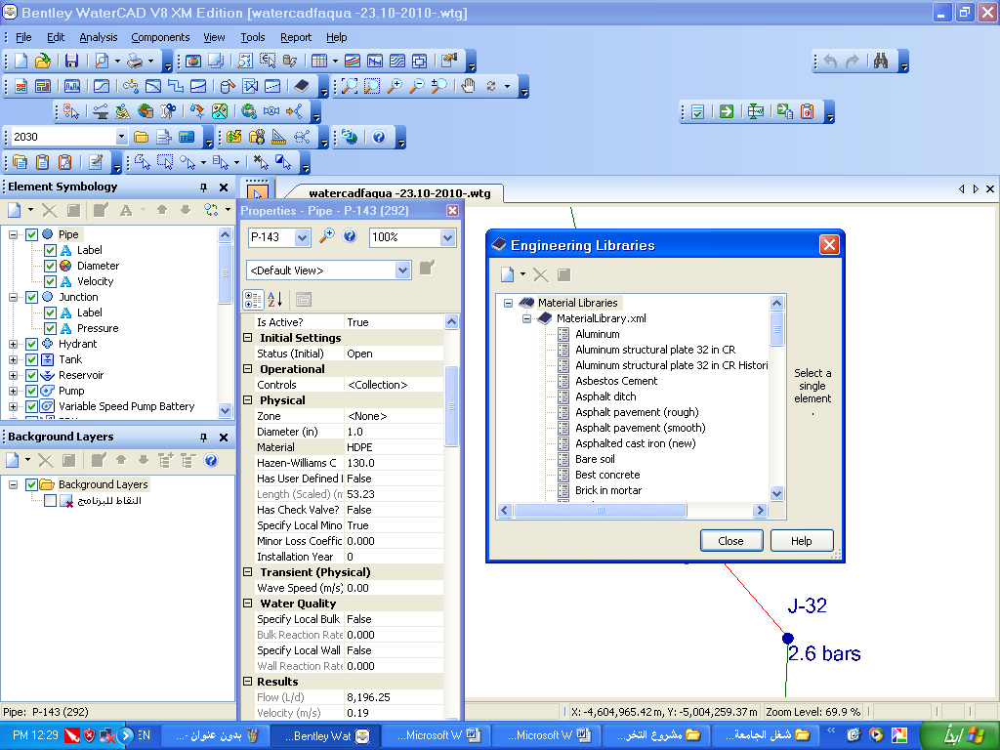 Bentley WaterCAD V8 XM Edition [watercadfaqua -23.10-2010-.wtg]
File Edit Analysis Components View Tools Report Help
2030
Element Symbology
Pipe
Label
Diameter
Velocity
Junction
Label
Pressure
Hydrant
Tank
Reservoir
Pump
Variable Speed Pump Battery
Background Layers
Background Layers
النقاط للبرنامج
watercadfaqua -23.10-2010-.wtg
Properties - Pipe - P-143 (292)
P-143 100%
<Default View>
Is Active? True
Initial Settings
Status (Initial) Open
Operational
Controls <Collection>
Physical
Zone <None>
Diameter (in) 1.0
Material HDPE
Hazen-Williams C 130.0
Has User Defined False
Length (Scaled) (m 53.23
Has Check Valve? False
Specify Local Mino True
Minor Loss Coeffic 0.000
Installation Year 0
Transient (Physical)
Wave Speed (m/s) 0.00
Water Quality
Specify Local Bulk False
Bulk Reaction Rate 0.000
Specify Local Wall False
Wall Reaction Rate 0.000
Results
Flow (L/d) 8,196.25
Velocity (m/s) 0.19
Engineering Libraries
Material Libraries
MaterialLibrary.xml
Aluminum
Aluminum structural plate 32 in CR
Aluminum structural plate 32 in CR Histori
Asbestos Cement
Asphalt ditch
Asphalt pavement (rough)
Asphalt pavement (smooth)
Asphalted cast iron (new)
Bare soil
Best concrete
Brick in mortar
Select a
single
element
.
Close Help
J-32
2.6 bars
Pipe: P-143 (292)
X: -4,604,965.42 m, Y: -5,004,259.37 m Zoom Level: 69.9 %
PM 12:29 EN بدون عنوان -... ...Bentley Wat ...Microsoft W ...Microsoft W مشروع التخر... شغل الجامعة... ابدأ